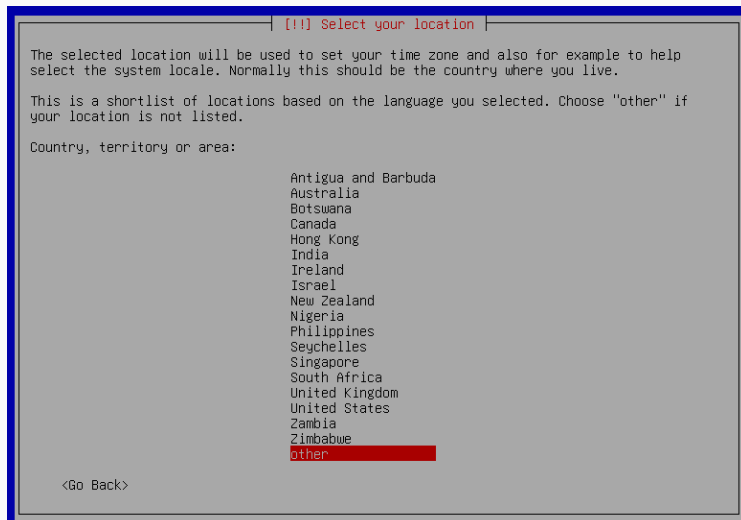 [!!] Select your location
The selected location will be used to set your time zone and also for example to help
select the system locale. Normally this should be the country where you live.
This is a shortlist of locations based on the language you selected. Choose "other" if
your location is not listed.
Country, territory or area:
Antigua and Barbuda
Australia
Botswana
Canada
Hong Kong
India
Ireland
Israel
New Zealand
Nigeria
Philippines
Seychelles
Singapore
South Africa
United Kingdom
United States
Zambia
Zimbabwe
other
<Go Back>